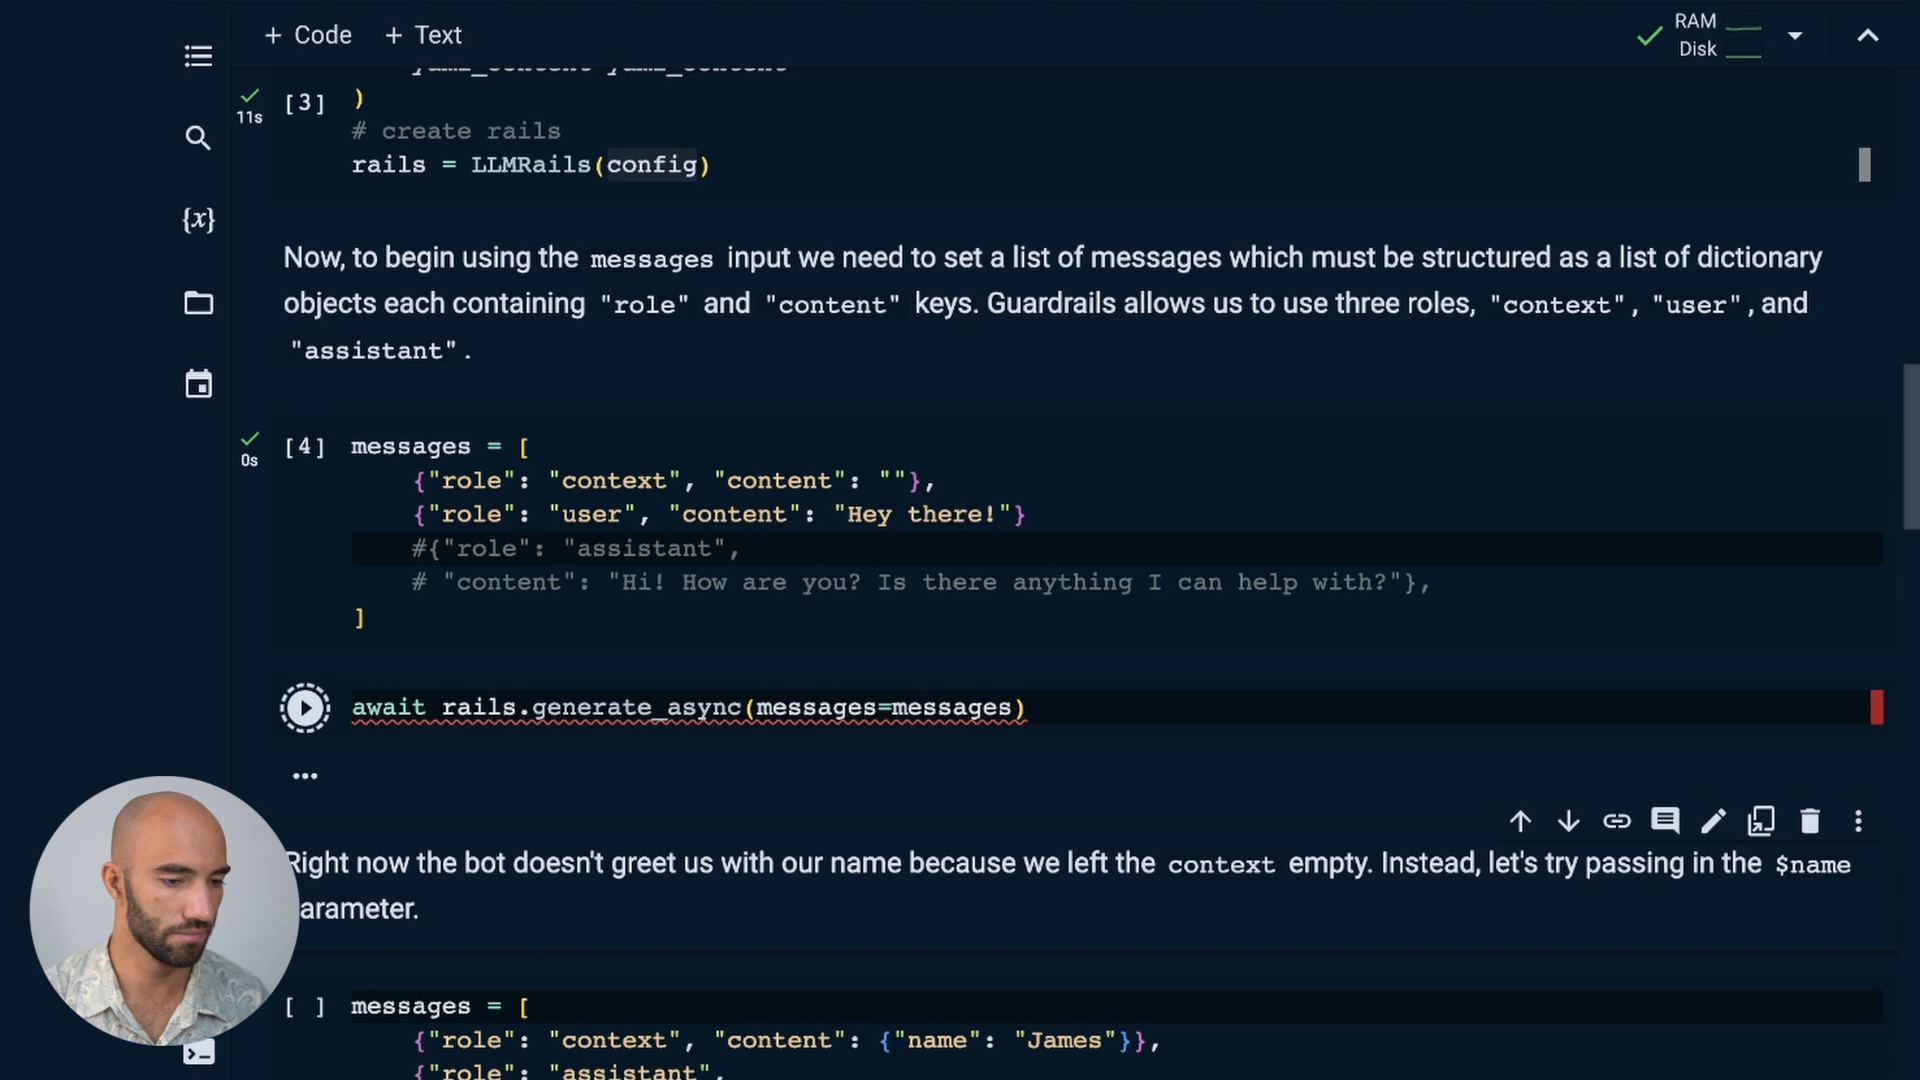 + Code + Text
RAM
Disk
11s
[3] )
# create rails
rails = LLMRails(config)
{x}
Now, to begin using the messages input we need to set a list of messages which must be structured as a list of dictionary
objects each containing "role" and "content" keys. Guardrails allows us to use three roles, "context", "user", and
"assistant".
0s
[4] messages = [
{"role": "context", "content": ""},
{"role": "user", "content": "Hey there!"}
#{"role": "assistant",
# "content": "Hi! How are you? Is there anything I can help with?"},
]
await rails.generate_async(messages=messages)
Right now the bot doesn't greet us with our name because we left the context empty. Instead, let's try passing in the $name
arameter.
[ ] messages = [
{"role": "context", "content": {"name": "James"}},
{"role": "assistant",